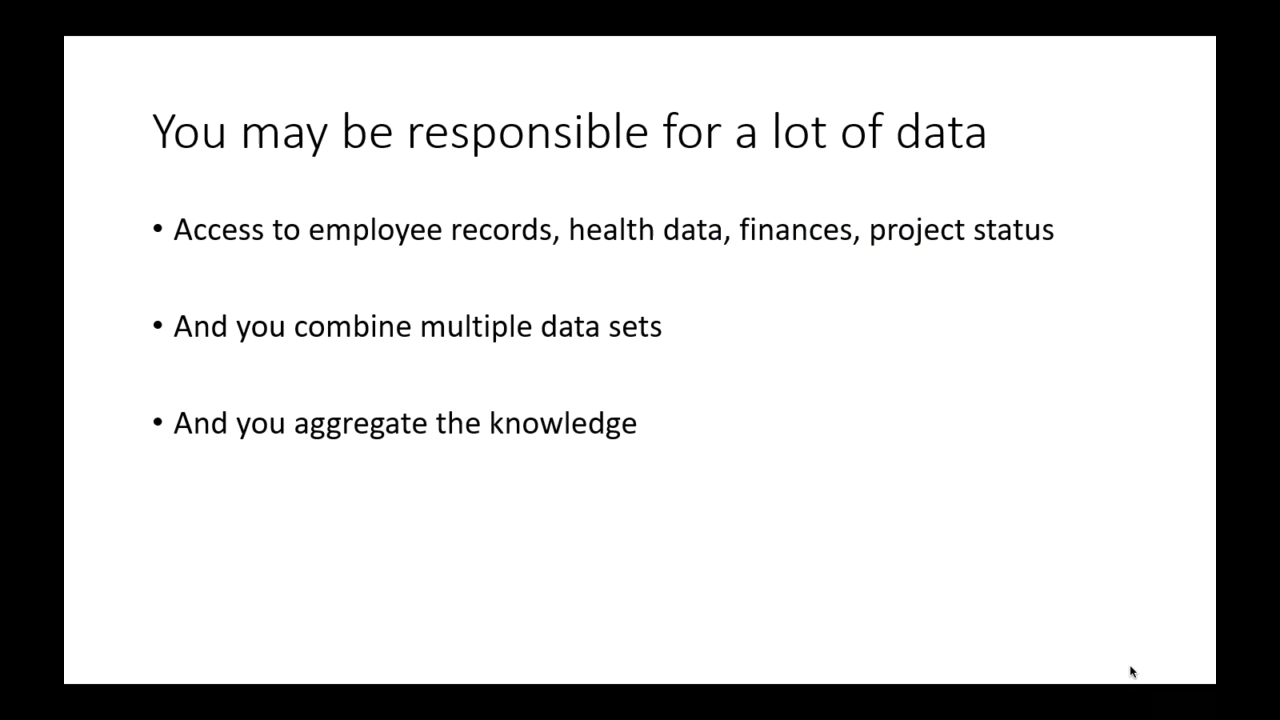 You may be responsible for a lot of data
• Access to employee records, health data, finances, project status
• And you combine multiple data sets
• And you aggregate the knowledge